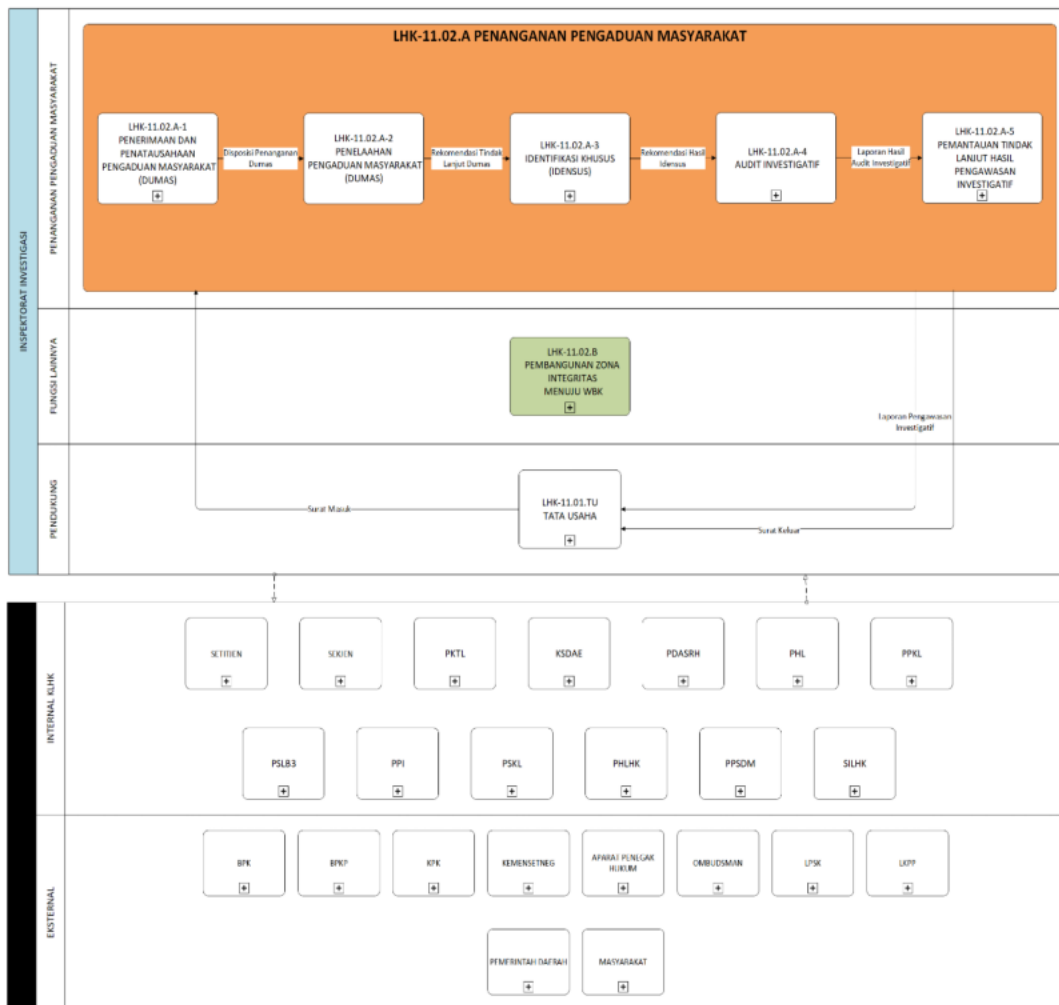 LHK-11.02.A PENANGANAN PENGADUAN MASYARAKAT
INSPEKTORAT INVESTIGASI
PENANGANAN PENGADUAN MASYARAKAT
LHK-11.02.A-1
PENERIMAAN DAN
PENATAUSAHAAN
PENGADUAN MASYARAKAT
(DUMAS)
Disposisi Penanganan
Dumas
LHK-11.02.A-2
PENELAAHAN
PENGADUAN MASYARAKAT
(DUMAS)
Rekomendasi Tindak
Lanjut Dumas
LHK-11.02.A-3
IDENTIFIKASI KHUSUS
(IDENSUS)
Rekomendasi Hasil
Idensus
LHK-11.02.A-4
AUDIT INVESTIGATIF
Laporan Hasil
Audit Investigatif
LHK-11.02.A-5
PEMANTAUAN TINDAK
LANJUT HASIL
PENGAWASAN
INVESTIGATIF
FUNGSI LAINNYA
LHK-11.02.B
PEMBANGUNAN ZONA
INTEGRITAS
MENUJU WBK
Laporan Pengawasan
Investigatif
PENDUKUNG
Surat Masuk
LHK-11.01.TU
TATA USAHA
Surat Keluar
INTERNAL KLHK
SETITJEN
SEKJEN
PKTL
KSDAE
PDASRH
PHL
PPKL
PSLB3
PPI
PSKL
PHLHK
PPSDM
SILHK
EKSTERNAL
BPK
BPKP
KPK
KEMENSETNEG
APARAT PENEGAK
HUKUM
OMBUDSMAN
LPSK
LKPP
PEMERINTAH DAERAH
MASYARAKAT